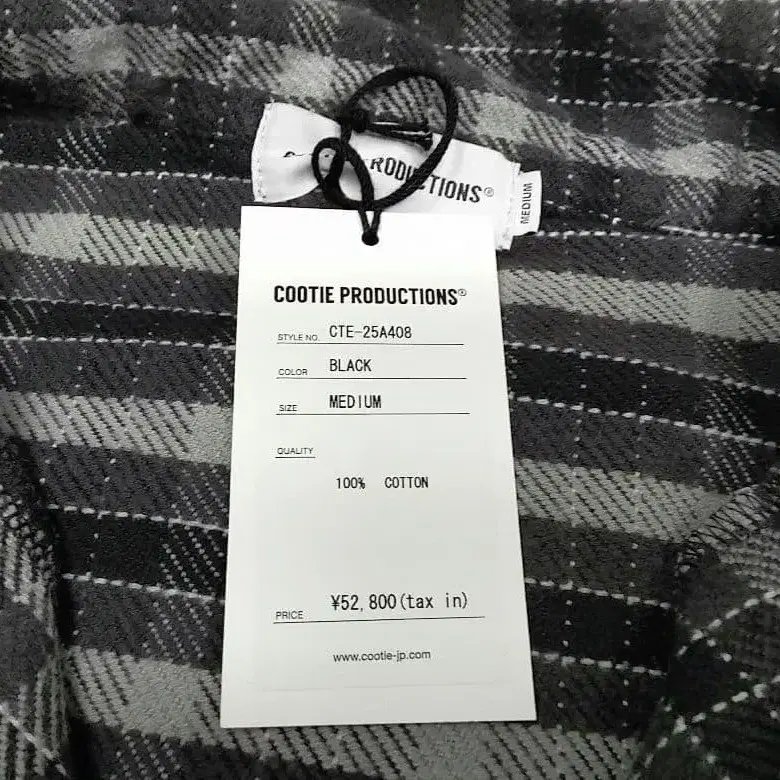 PRODUCTIONS®
MEDIUM
COOTIE PRODUCTIONS®
STYLE NO. CTE-25A408
COLOR BLACK
SIZE MEDIUM
QUALITY
100% COTTON
PRICE ¥52,800(tax in)
www.cootie-jp.com